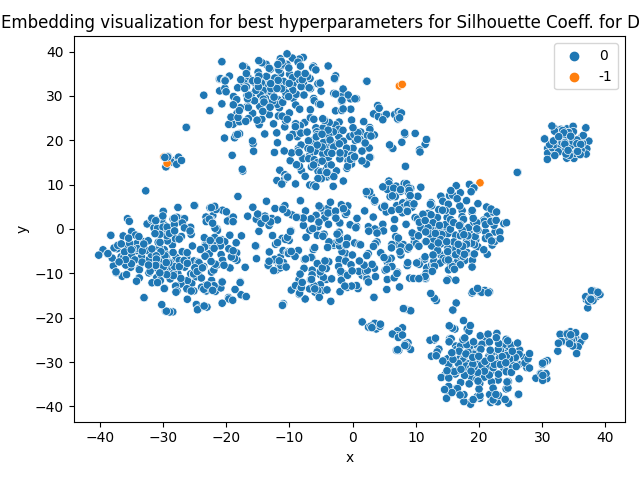 Embedding visualization for best hyperparameters for Silhouette Coeff. for D
0
-1
y
40
30
20
10
0
−10
−20
−30
−40
−40 −30 −20 −10 0 10 20 30 40
x